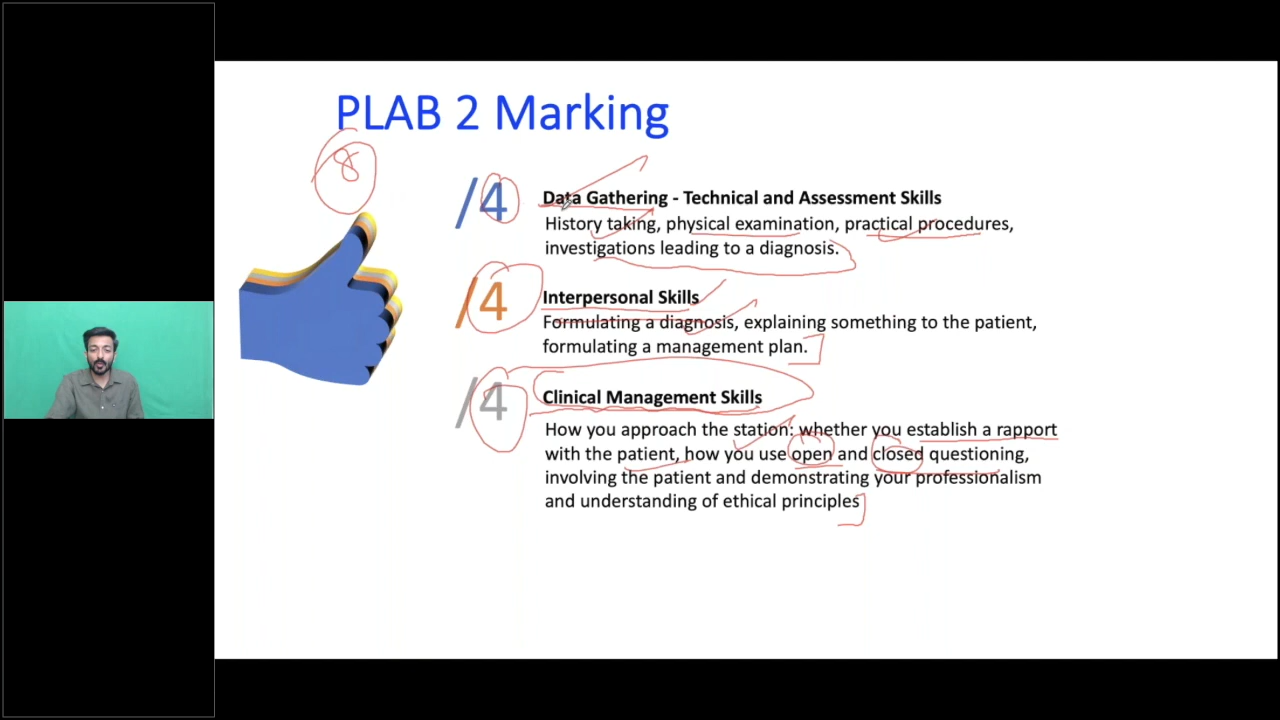 PLAB 2 Marking
8
/4
Data Gathering - Technical and Assessment Skills
History taking, physical examination, practical procedures,
investigations leading to a diagnosis.
/4
Interpersonal Skills
Formulating a diagnosis, explaining something to the patient,
formulating a management plan.
/4
Clinical Management Skills
How you approach the station: whether you establish a rapport
with the patient, how you use open and closed questioning,
involving the patient and demonstrating your professionalism
and understanding of ethical principles